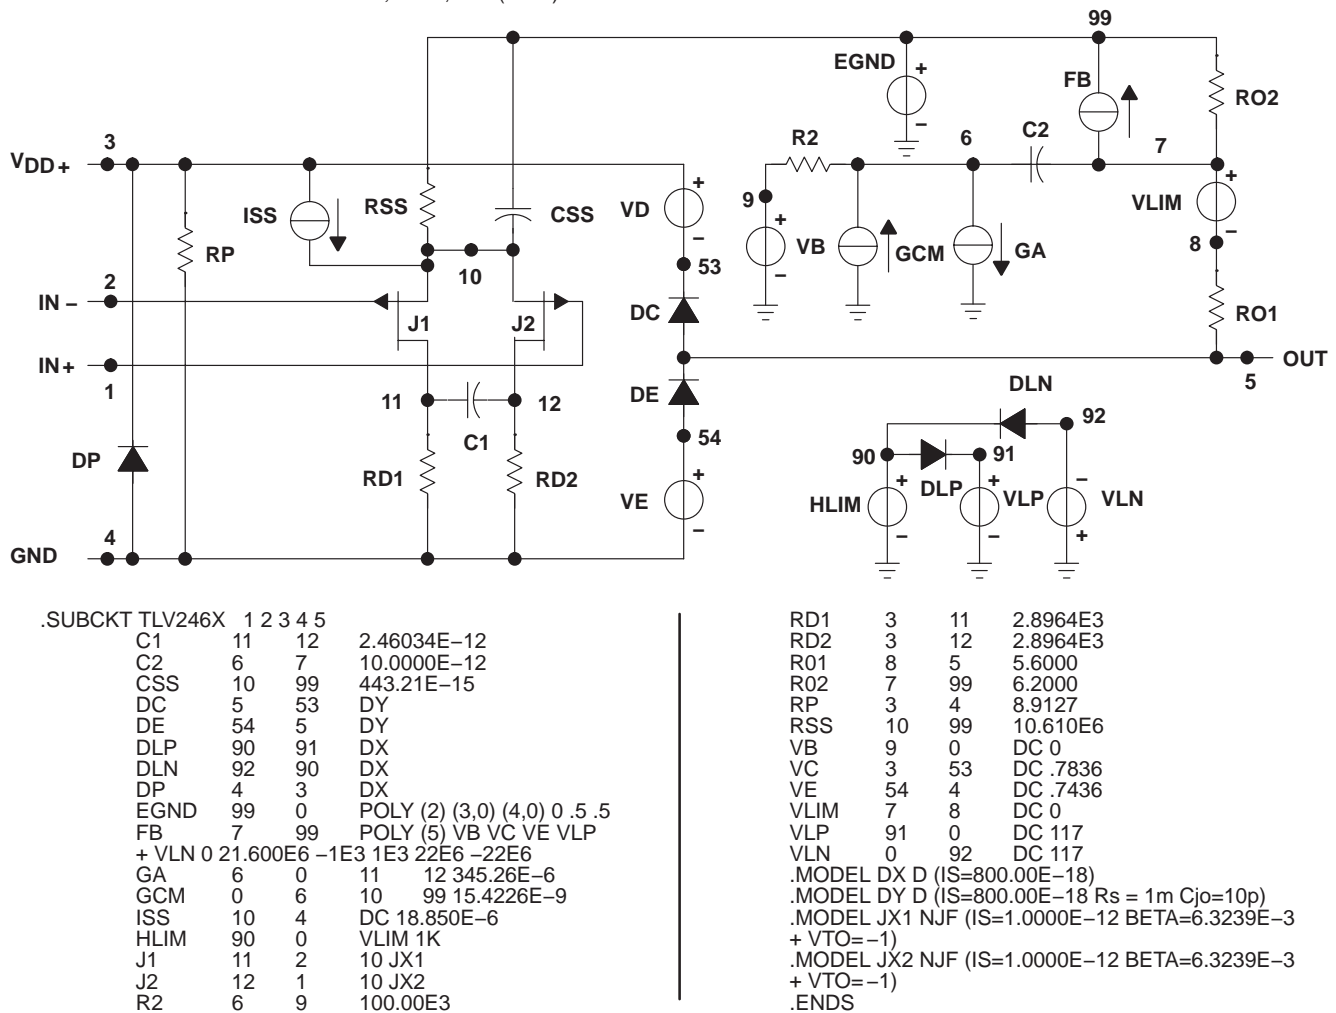 99
EGND
+
−
FB
RO2
3
VDD+
R2
6
C2
7
ISS
RSS
CSS
VD
+
−
9
+
VB
−
GCM
GA
VLIM
+
−
8
RP
10
53
2
IN −
J1
J2
DC
RO1
IN+
1
OUT
5
11
12
C1
DE
54
DLN
92
DP
RD1
RD2
VE
+
−
90
91
DLP
HLIM
+
−
+
VLP
−
−
VLN
+
4
GND
.SUBCKT TLV246X 1 2 3 4 5
C1 11 12 2.46034E−12
C2 6 7 10.0000E−12
CSS 10 99 443.21E−15
DC 5 53 DY
DE 54 5 DY
DLP 90 91 DX
DLN 92 90 DX
DP 4 3 DX
EGND 99 0 POLY (2) (3,0) (4,0) 0 .5 .5
FB 7 99 POLY (5) VB VC VE VLP
+ VLN 0 21.600E6 −1E3 1E3 22E6 −22E6
GA 6 0 11 12 345.26E−6
GCM 0 6 10 99 15.4226E−9
ISS 10 4 DC 18.850E−6
HLIM 90 0 VLIM 1K
J1 11 2 10 JX1
J2 12 1 10 JX2
R2 6 9 100.00E3
RD1 3 11 2.8964E3
RD2 3 12 2.8964E3
R01 8 5 5.6000
R02 7 99 6.2000
RP 3 4 8.9127
RSS 10 99 10.610E6
VB 9 0 DC 0
VC 3 53 DC .7836
VE 54 4 DC .7436
VLIM 7 8 DC 0
VLP 91 0 DC 117
VLN 0 92 DC 117
.MODEL DX D (IS=800.00E−18)
.MODEL DY D (IS=800.00E−18 Rs = 1m Cjo=10p)
.MODEL JX1 NJF (IS=1.0000E−12 BETA=6.3239E−3
+ VTO=−1)
.MODEL JX2 NJF (IS=1.0000E−12 BETA=6.3239E−3
+ VTO=−1)
.ENDS